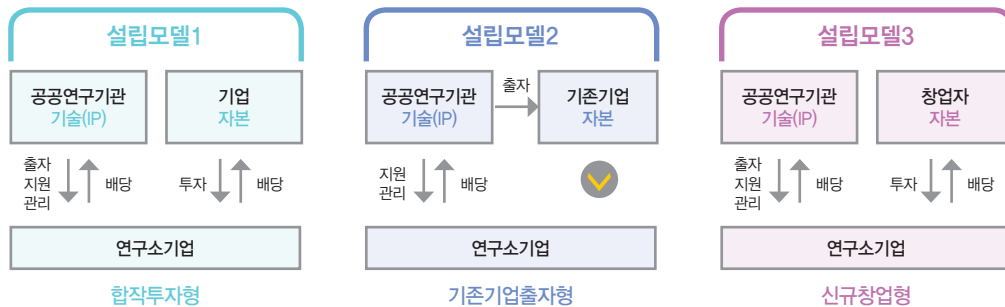 설립모델1
공공연구기관
기술(IP)
기업
자본
출자
지원
관리
배당
투자
배당
연구소기업
합작투자형
설립모델2
공공연구기관
기술(IP)
출자
기존기업
자본
지원
관리
배당
연구소기업
기존기업출자형
설립모델3
공공연구기관
기술(IP)
창업자
자본
출자
지원
관리
배당
투자
배당
연구소기업
신규창업형